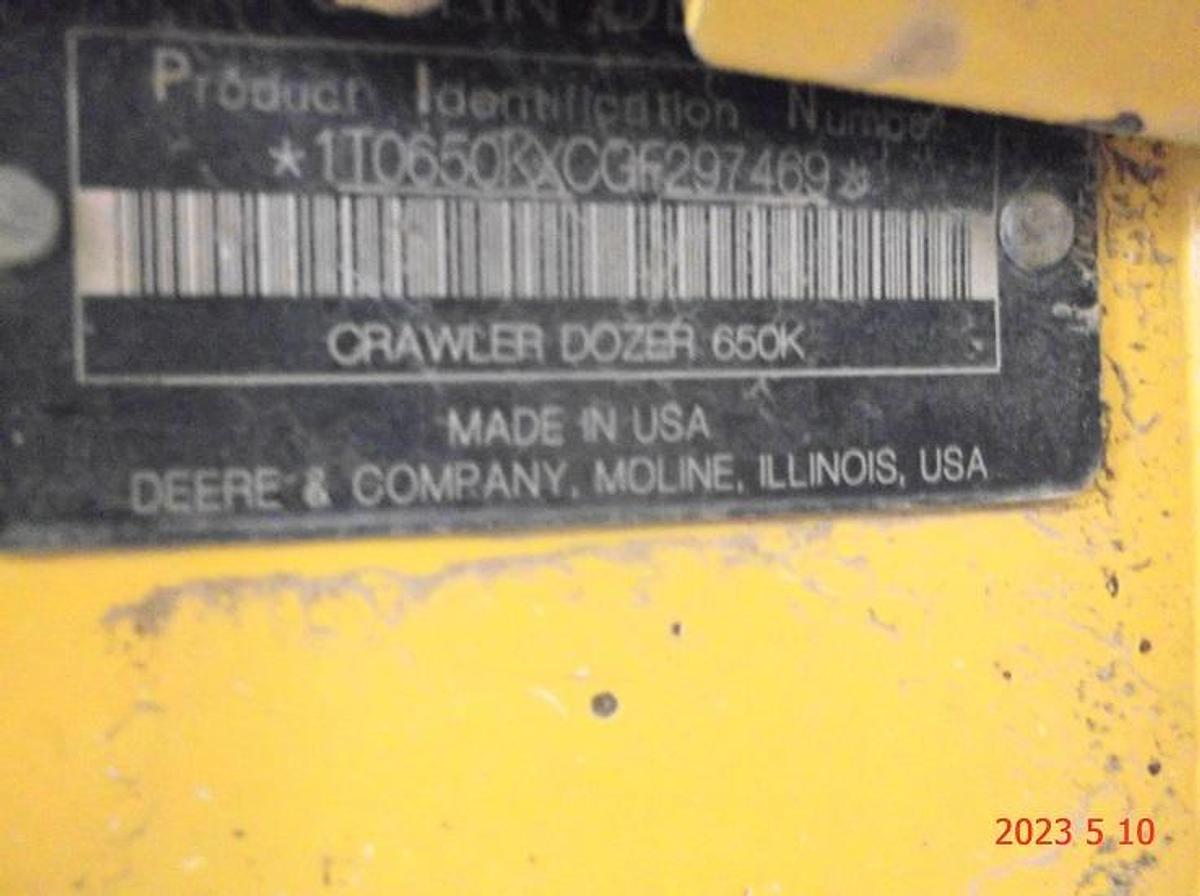 Product Identification Number
*1T0650KXCGF297469*
CRAWLER DOZER 650K
MADE IN USA
DEERE & COMPANY, MOLINE, ILLINOIS, USA
2023 5 10